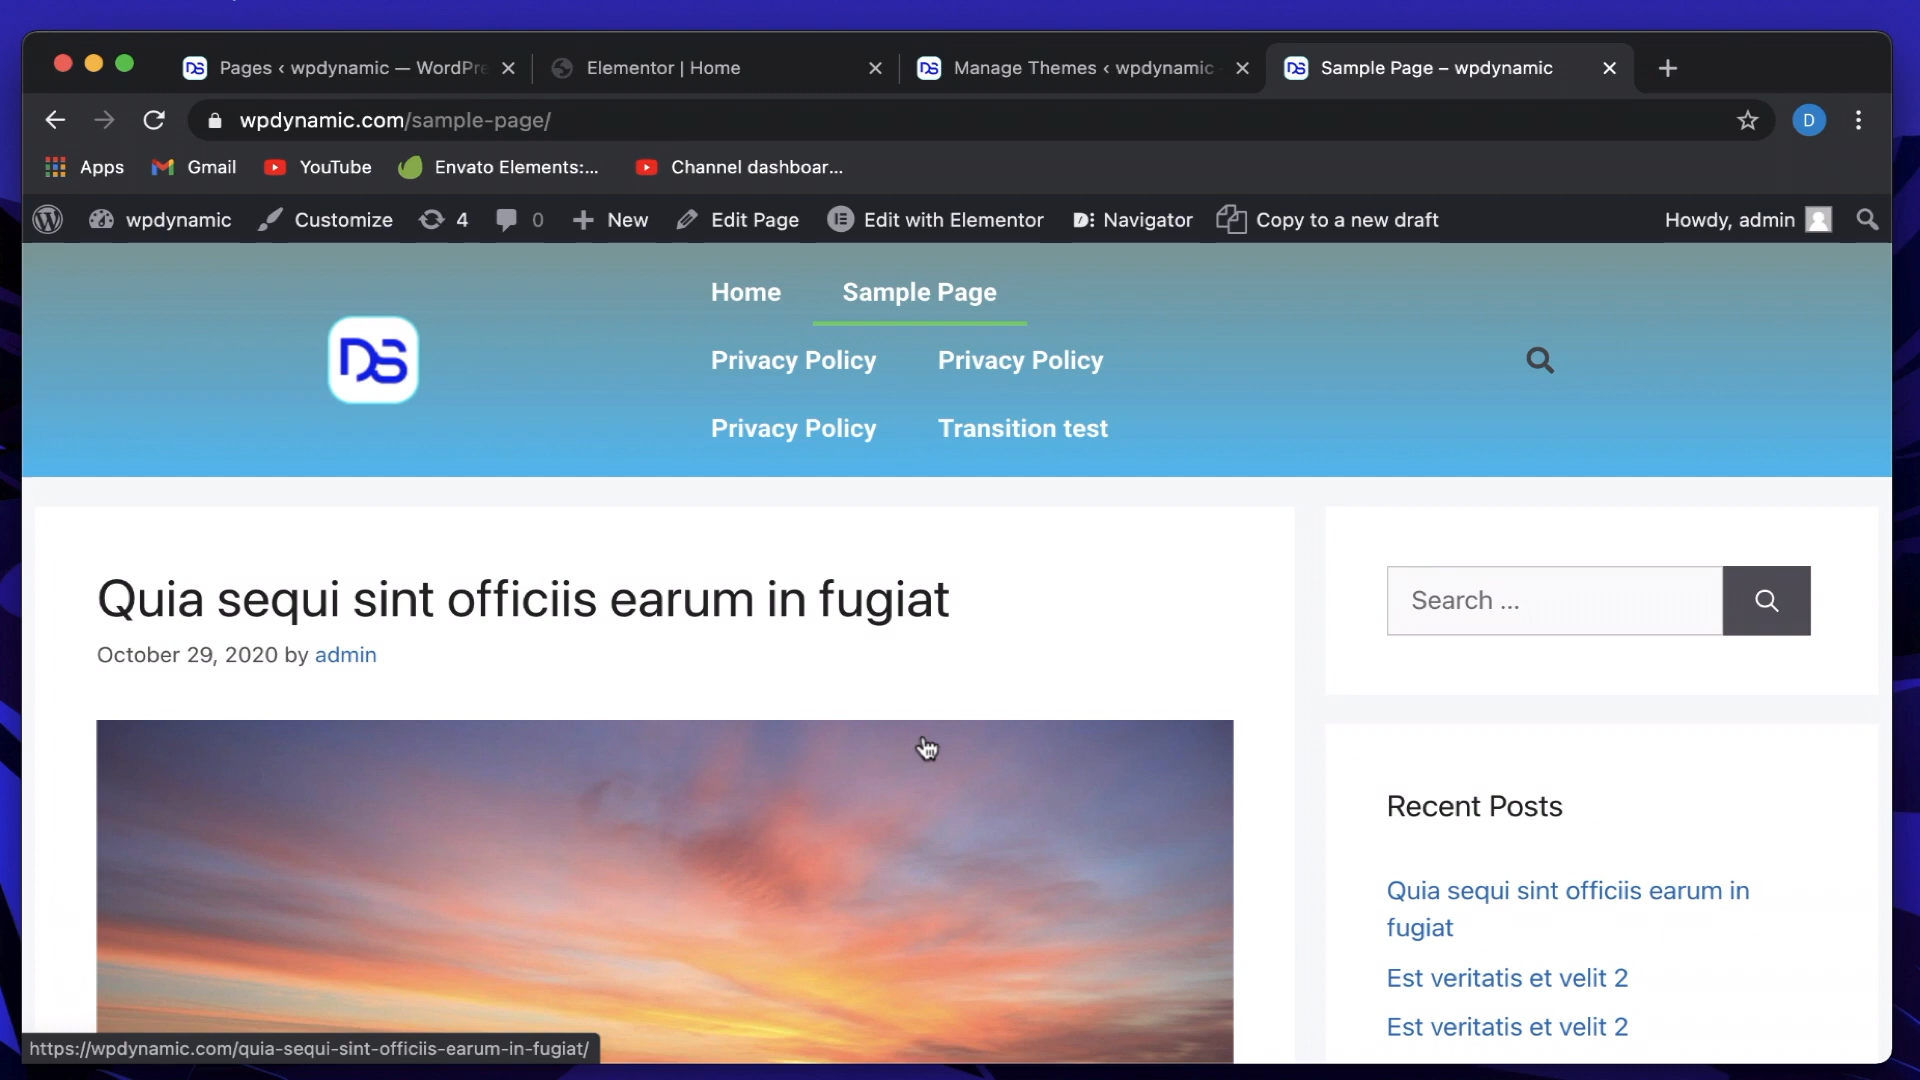 Pages ‹ wpdynamic — WordPre
Elementor | Home
Manage Themes ‹ wpdynamic
Sample Page – wpdynamic
wpdynamic.com/sample-page/
D
Apps
Gmail
YouTube
Envato Elements:...
Channel dashboar...
wpdynamic
Customize
4
0
New
Edit Page
Edit with Elementor
Navigator
Copy to a new draft
Howdy, admin
DS
Home
Sample Page
Privacy Policy
Privacy Policy
Privacy Policy
Transition test
Quia sequi sint officiis earum in fugiat
October 29, 2020 by admin
Search ...
Recent Posts
Quia sequi sint officiis earum in
fugiat
Est veritatis et velit 2
Est veritatis et velit 2
https://wpdynamic.com/quia-sequi-sint-officiis-earum-in-fugiat/